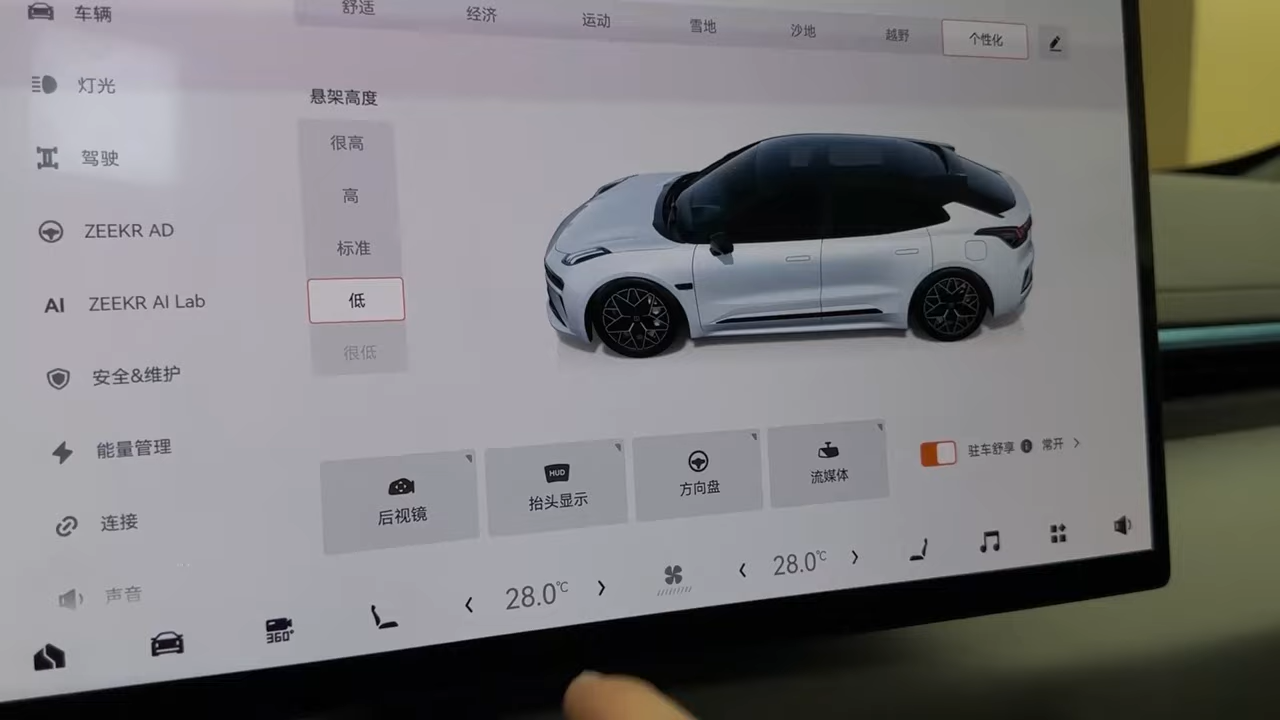 车辆
舒适 经济 运动 雪地 沙地 越野 个性化
灯光
悬架高度
驾驶
很高
高
ZEEKR AD
标准
AI ZEEKR AI Lab
低
很低
安全&维护
能量管理
后视镜
HUD
抬头显示
方向盘
流媒体
驻车舒享 常开
连接
声音
360°
28.0℃
28.0℃